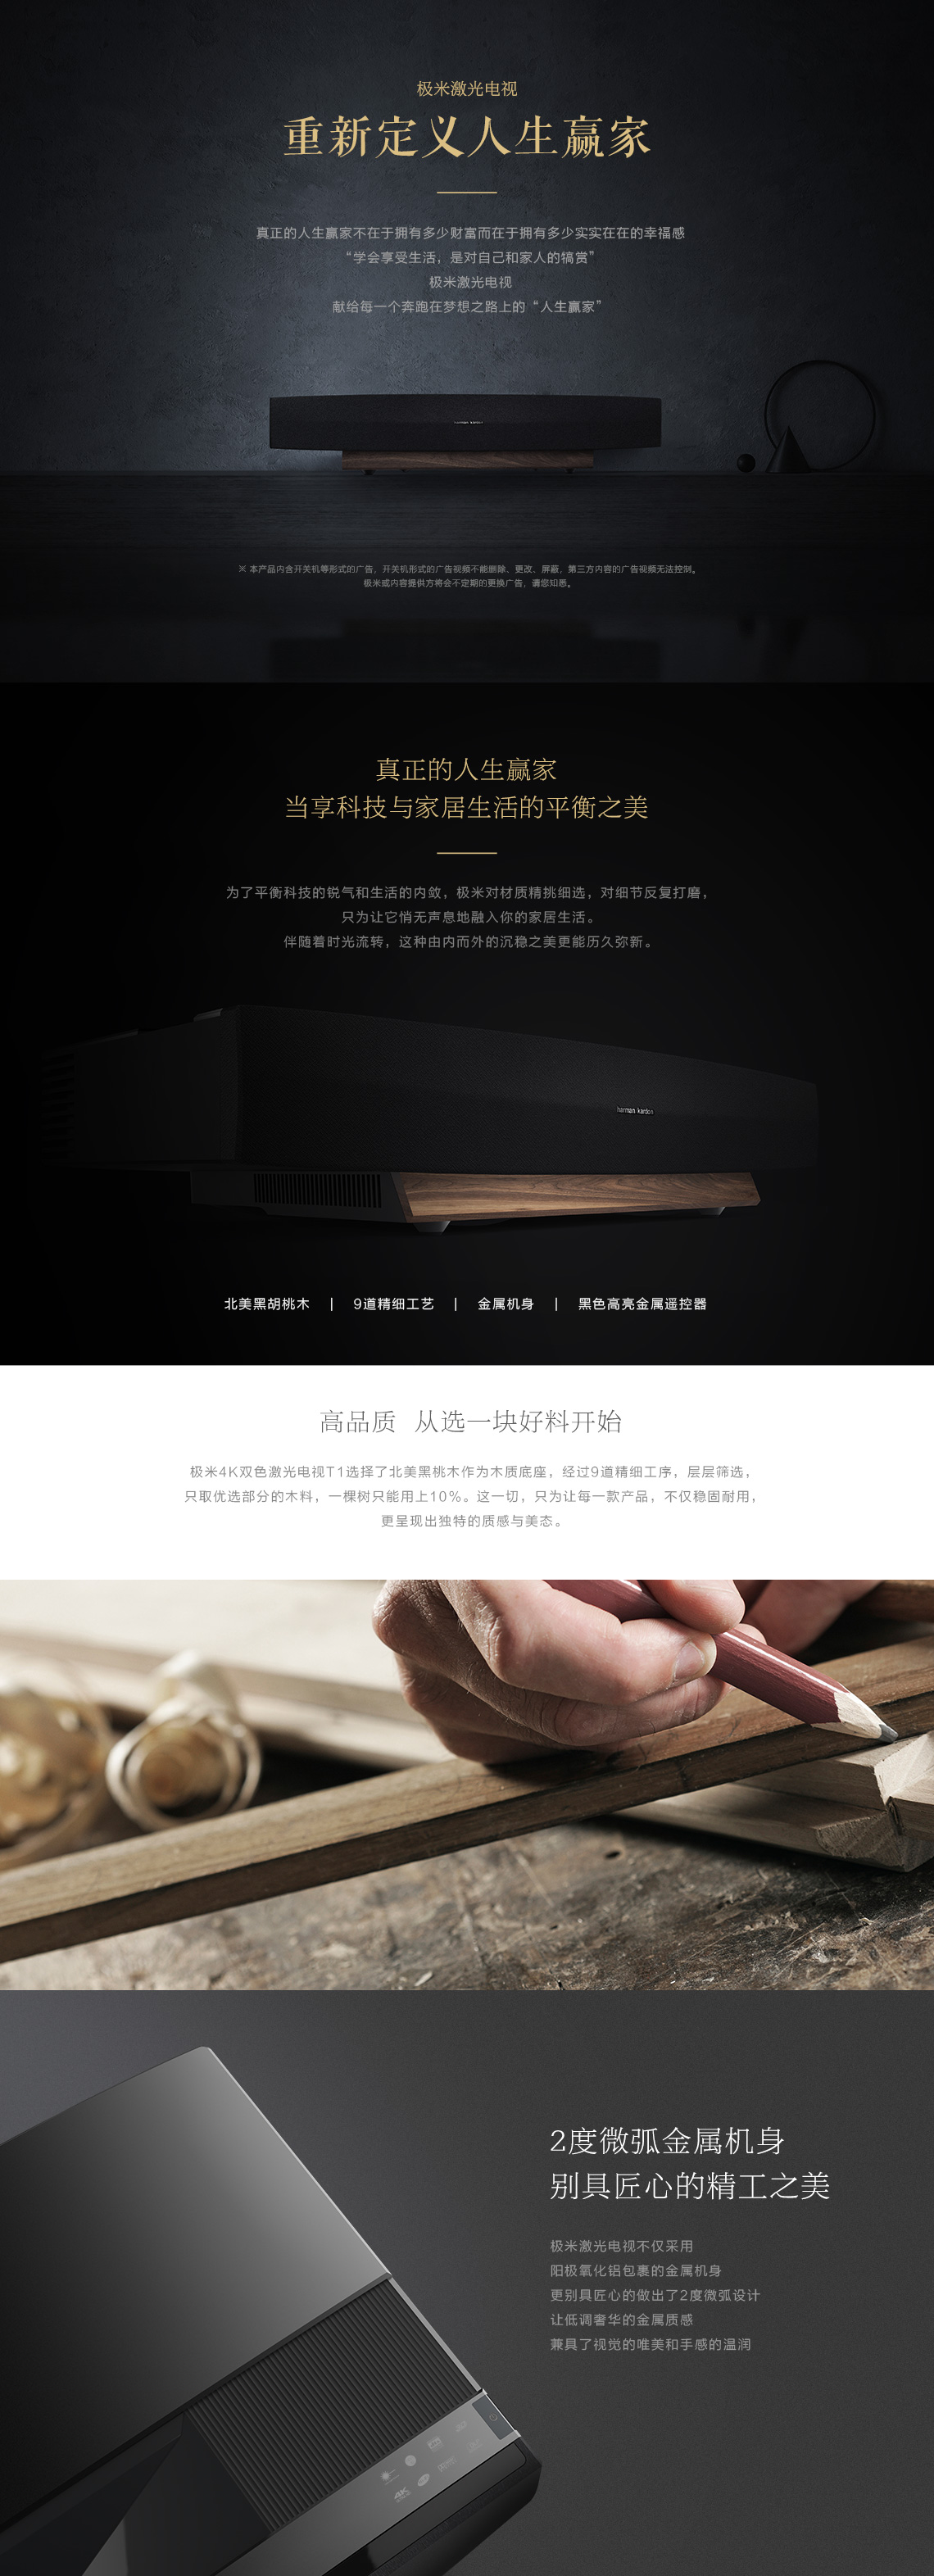 极米激光电视
重新定义人生赢家
真正的人生赢家不在于拥有多少财富而在于拥有多少实实在在的幸福感
“学会享受生活，是对自己和家人的犒赏”
极米激光电视
献给每一个奔跑在梦想之路上的“人生赢家”
harman kardon
※ 本产品内含开关机等形式的广告，开关机形式的广告视频不能删除、更改、屏蔽，第三方内容的广告视频无法控制。
极米或内容提供方将会不定期的更换广告，请您知悉。
真正的人生赢家
当享科技与家居生活的平衡之美
为了平衡科技的锐气和生活的内敛，极米对材质精挑细选，对细节反复打磨，
只为让它悄无声息地融入你的家居生活。
伴随着时光流转，这种由内而外的沉稳之美更能历久弥新。
harman kardon
北美黑胡桃木 | 9道精细工艺 | 金属机身 | 黑色高亮金属遥控器
高品质 从选一块好料开始
极米4K双色激光电视T1选择了北美黑桃木作为木质底座，经过9道精细工序，层层筛选，
只取优选部分的木料，一棵树只能用上10%。这一切，只为让每一款产品，不仅稳固耐用，
更呈现出独特的质感与美态。
2度微弧金属机身
别具匠心的精工之美
极米激光电视不仅采用
阳极氧化铝包裹的金属机身
更别具匠心的做出了2度微弧设计
让低调奢华的金属质感
兼具了视觉的唯美和手感的温润
4K